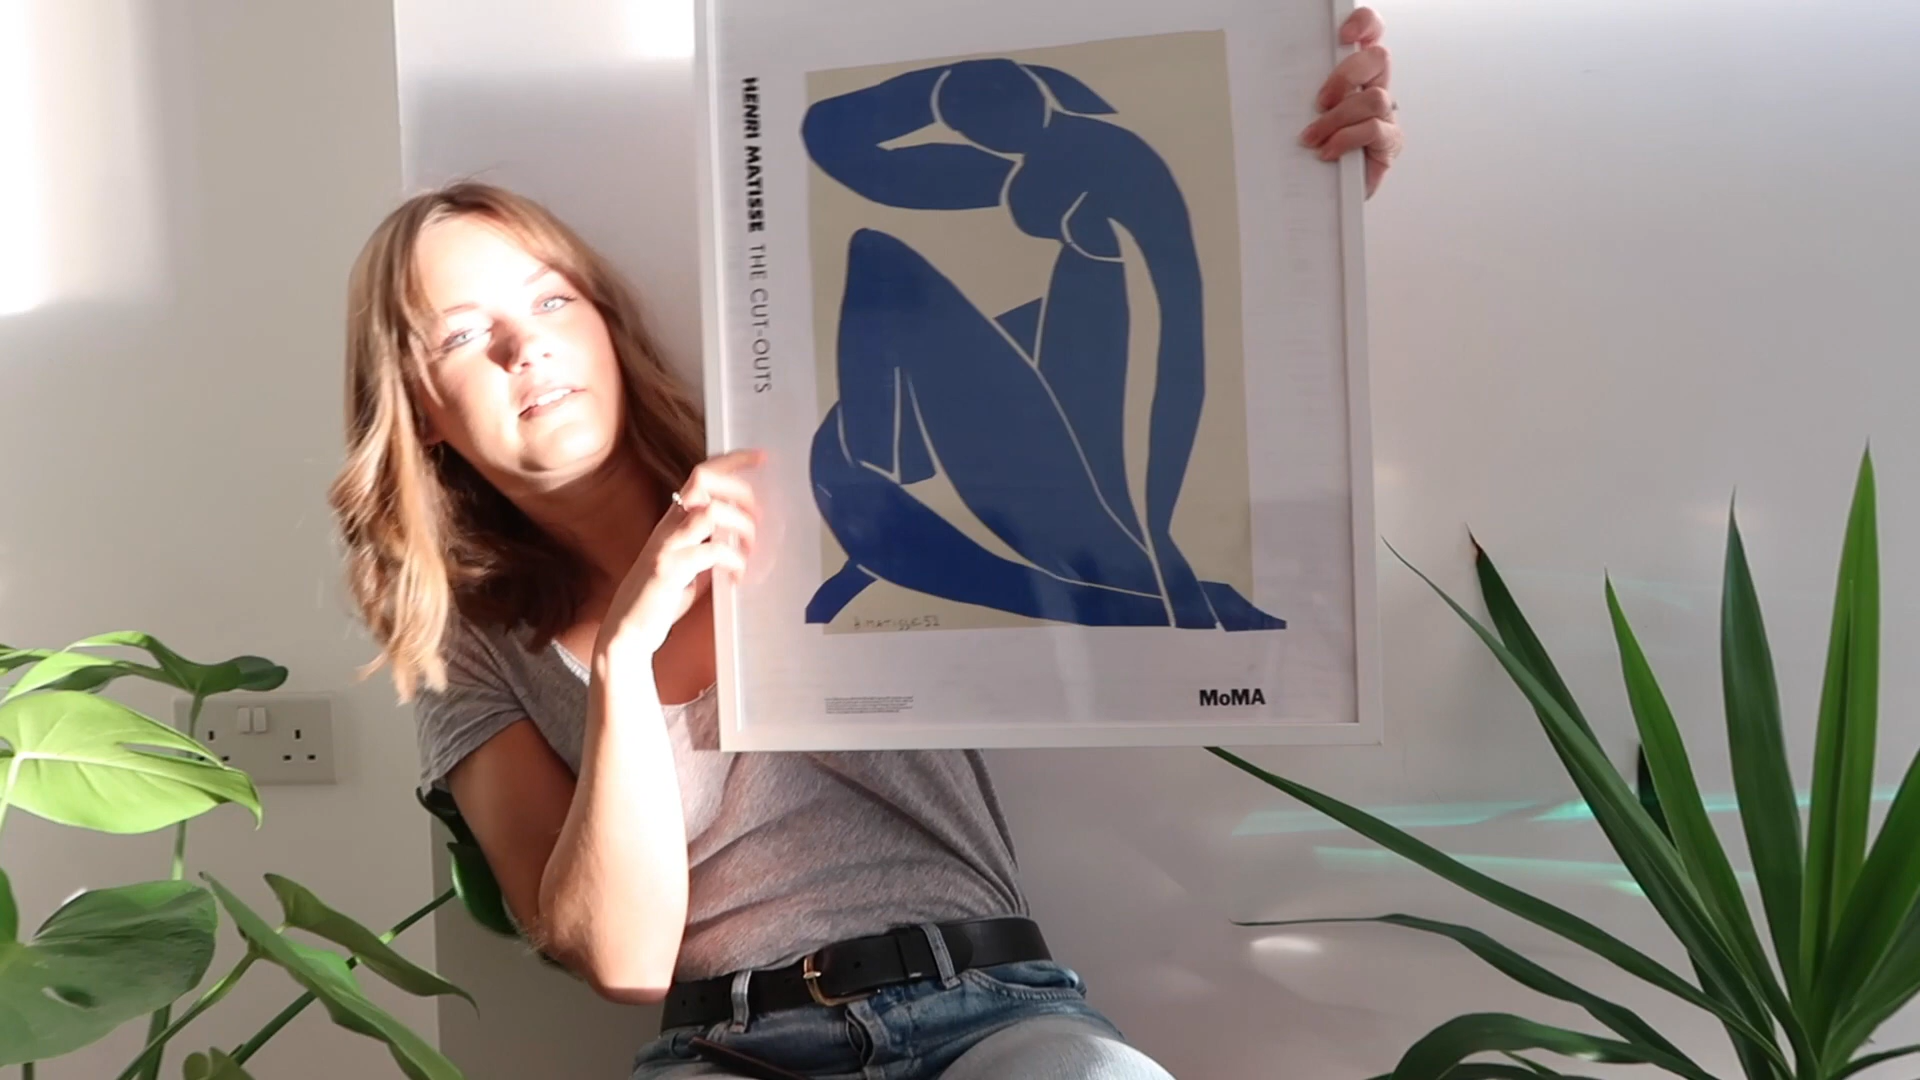 HENRI MATISSE THE CUT-OUTS
H. MATISSE 52
MoMA